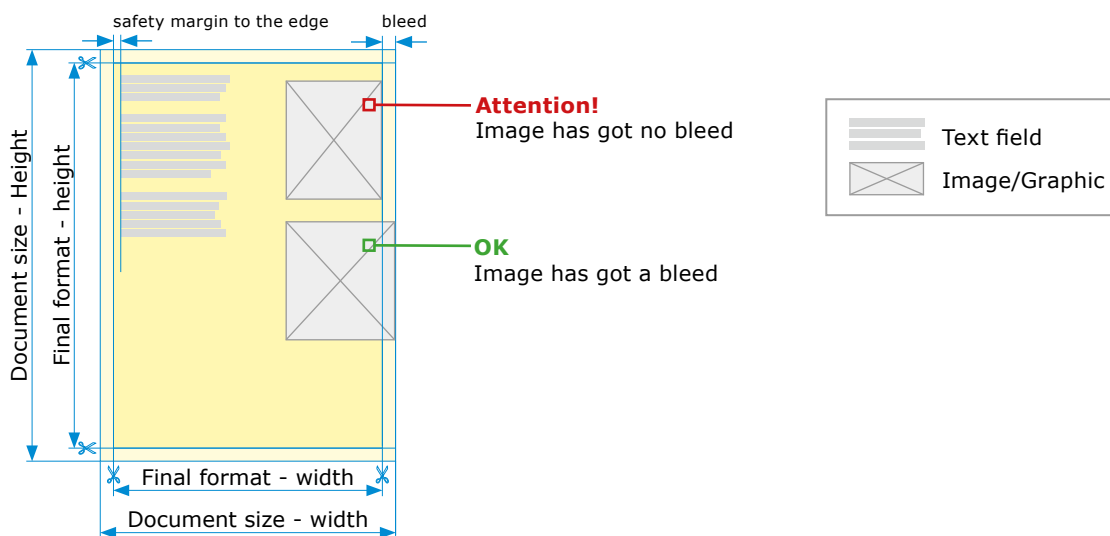 safety margin to the edge
bleed
Document size - Height
Final format - height
Attention!
Image has got no bleed
OK
Image has got a bleed
Text field
Image/Graphic
Final format - width
Document size - width